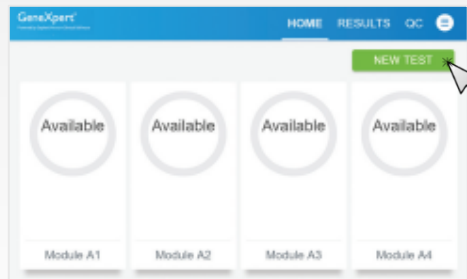 GeneXpert®
HOME RESULTS QC
NEW TEST
Available Available Available Available
Module A1 Module A2 Module A3 Module A4